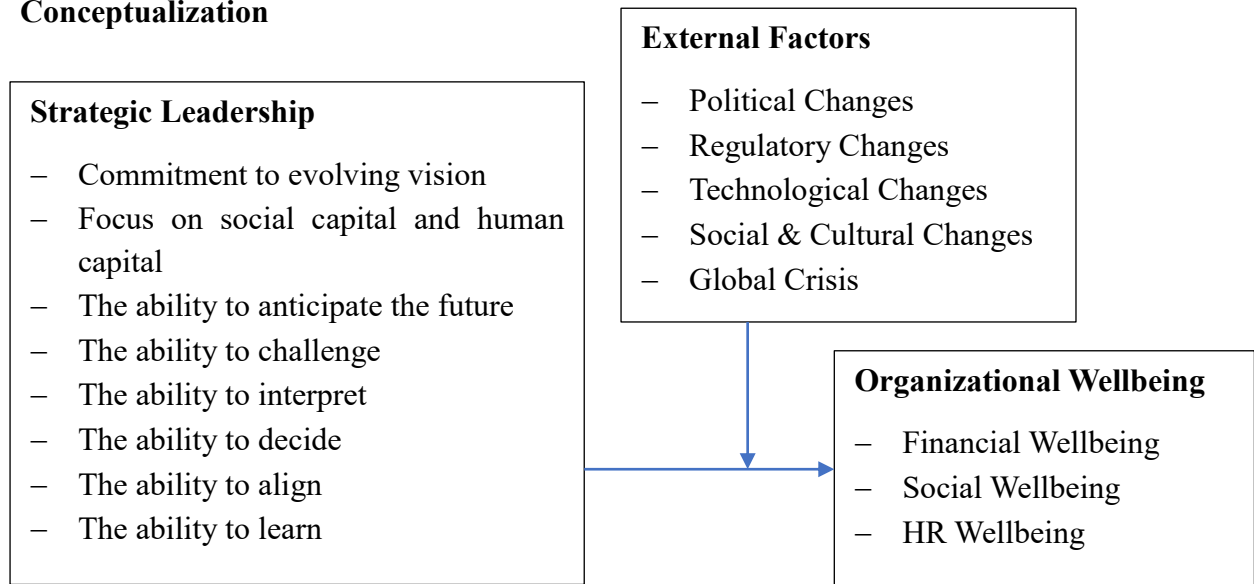 Conceptualization
Strategic Leadership
– Commitment to evolving vision
– Focus on social capital and human
capital
– The ability to anticipate the future
– The ability to challenge
– The ability to interpret
– The ability to decide
– The ability to align
– The ability to learn
External Factors
– Political Changes
– Regulatory Changes
– Technological Changes
– Social & Cultural Changes
– Global Crisis
Organizational Wellbeing
– Financial Wellbeing
– Social Wellbeing
– HR Wellbeing